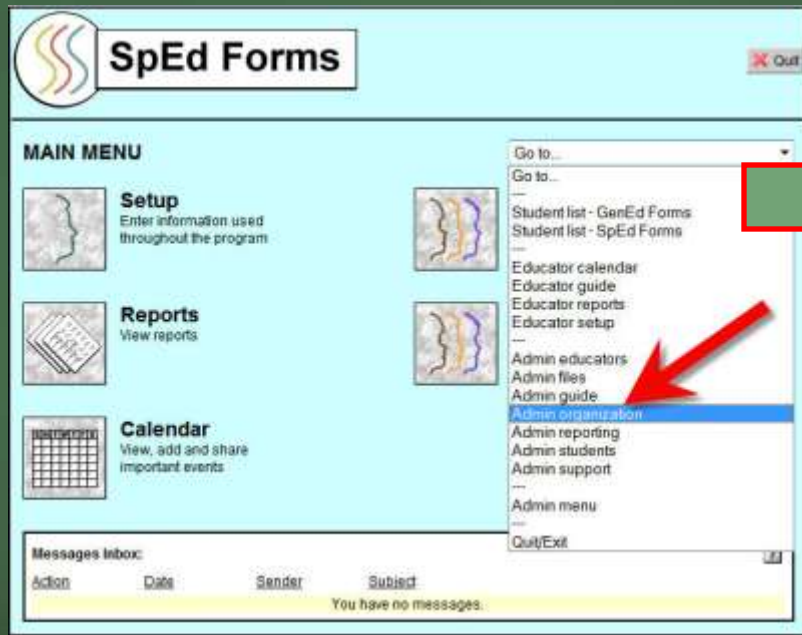 SpEd Forms
Quit
MAIN MENU
Setup
Enter information used
throughout the program
Reports
View reports
Calendar
View, add and share
important events
Go to...
Go to...
---
Student list - GenEd Forms
Student list - SpEd Forms
---
Educator calendar
Educator guide
Educator reports
Educator setup
---
Admin educators
Admin files
Admin guide
Admin organization
Admin reporting
Admin students
Admin support
---
Admin menu
---
Quit/Exit
Messages Inbox:
Action Date Sender Subject
You have no messages.